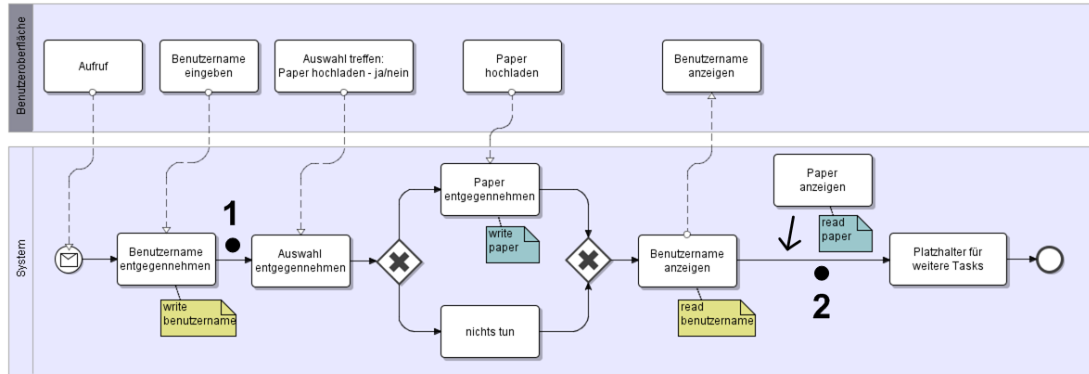 Benutzeroberfläche
Aufruf
Benutzername
eingeben
Auswahl treffen:
Paper hochladen - ja/nein
Paper
hochladen
Benutzername
anzeigen
System
Benutzername
entgegennehmen
write
benutzername
1
Auswahl
entgegennehmen
Paper
entgegennehmen
write
paper
nichts tun
Benutzername
anzeigen
read
benutzername
Paper
anzeigen
read
paper
2
Platzhalter für
weitere Tasks